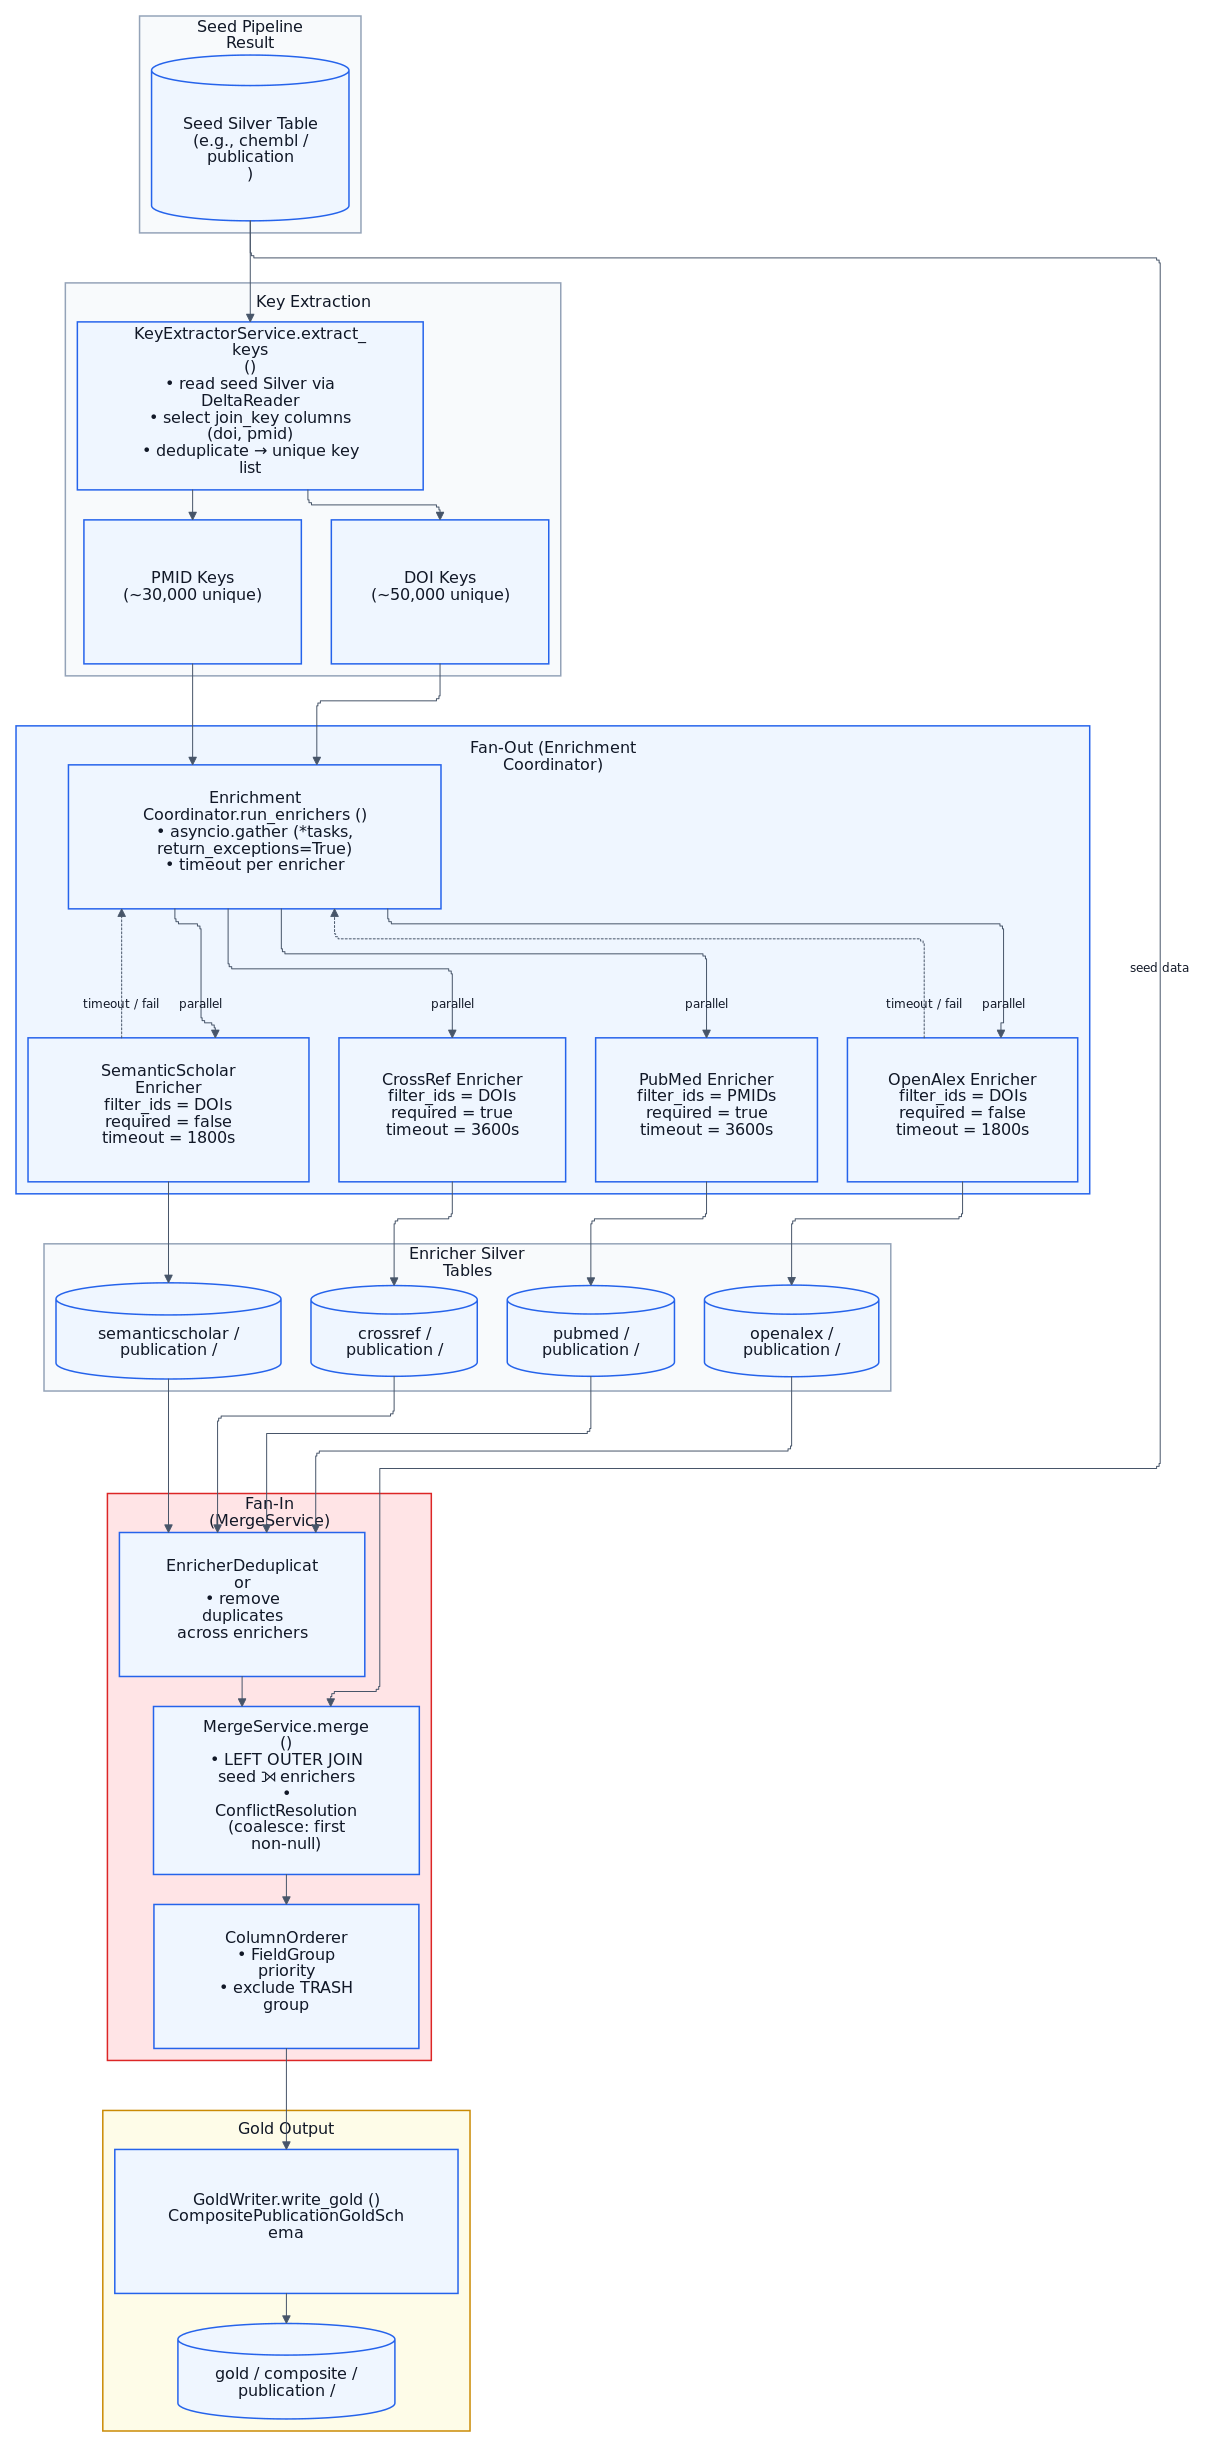 Seed Pipeline
Result
Seed Silver Table
(e.g., chembl /
publication
)
Key Extraction
KeyExtractorService.extract_
keys
()
• read seed Silver via
DeltaReader
• select join_key columns
(doi, pmid)
• deduplicate → unique key
list
PMID Keys
(~30,000 unique)
DOI Keys
(~50,000 unique)
Fan-Out (Enrichment
Coordinator)
Enrichment
Coordinator.run_enrichers ()
• asyncio.gather (*tasks,
return_exceptions=True)
• timeout per enricher
seed data
timeout / fail
parallel
parallel
parallel
timeout / fail
parallel
SemanticScholar
Enricher
filter_ids = DOIs
required = false
timeout = 1800s
CrossRef Enricher
filter_ids = DOIs
required = true
timeout = 3600s
PubMed Enricher
filter_ids = PMIDs
required = true
timeout = 3600s
OpenAlex Enricher
filter_ids = DOIs
required = false
timeout = 1800s
Enricher Silver
Tables
semanticscholar /
publication /
crossref /
publication /
pubmed /
publication /
openalex /
publication /
Fan-In
(MergeService)
EnricherDeduplicat
or
• remove
duplicates
across enrichers
MergeService.merge
()
• LEFT OUTER JOIN
seed ⟕ enrichers
•
ConflictResolution
(coalesce: first
non-null)
ColumnOrderer
• FieldGroup
priority
• exclude TRASH
group
Gold Output
GoldWriter.write_gold ()
CompositePublicationGoldSch
ema
gold / composite /
publication /